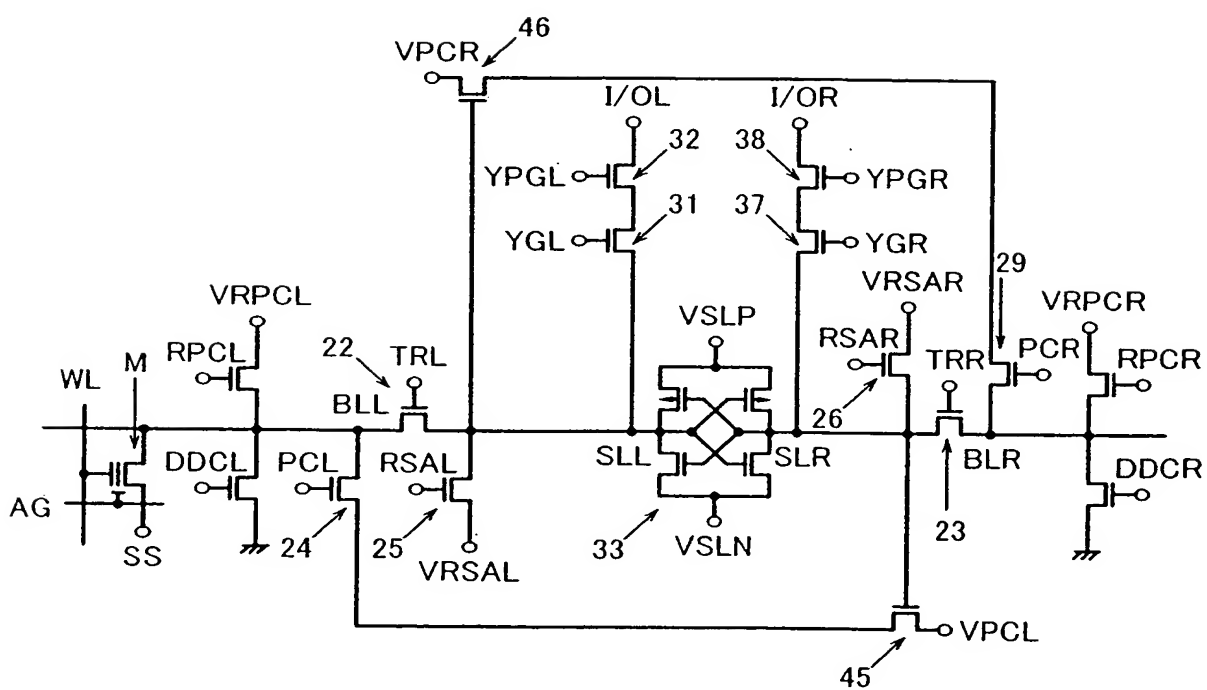 46
VPCR
I/OL
I/OR
32
38
YPGL
YPGR
31
37
YGL
YGR
29
VRPCL
VRSAR
VRPCR
VSLP
RPCL
22
TRL
RSAR
TRR
PCR
RPCR
WL
M
BLL
26
DDCL
PCL
RSAL
SLL
SLR
BLR
DDCR
AG
SS
24
25
33
VSLN
23
VRSAL
VPCL
45